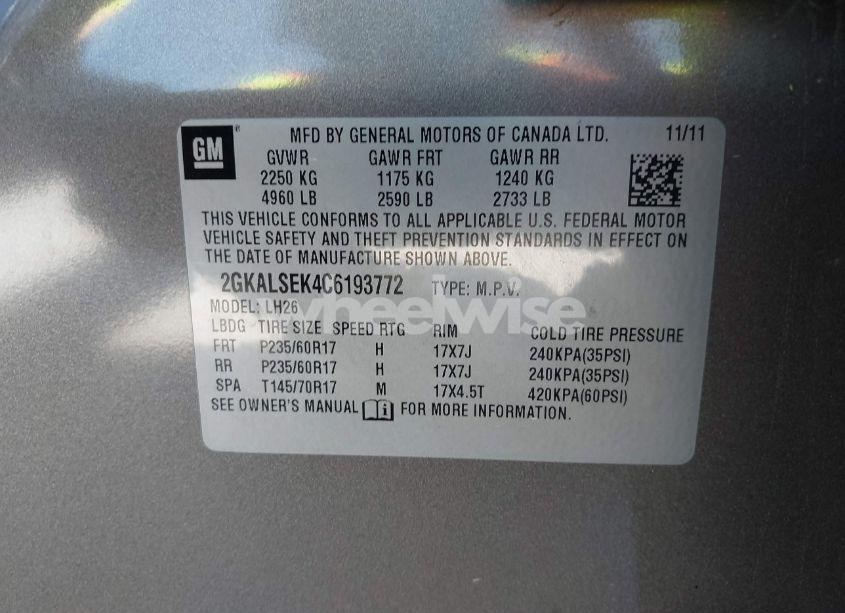 GM ® MFD BY GENERAL MOTORS OF CANADA LTD. 11/11
GVWR GAWR FRT GAWR RR
2250 KG 1175 KG 1240 KG
4960 LB 2590 LB 2733 LB
THIS VEHICLE CONFORMS TO ALL APPLICABLE U.S. FEDERAL MOTOR
VEHICLE SAFETY AND THEFT PREVENTION STANDARDS IN EFFECT ON
THE DATE OF MANUFACTURE SHOWN ABOVE.
2GKALSEK4C6193772 TYPE: M.P.V.
MODEL: LH26
wheelwise
LBDG TIRE SIZE SPEED RTG RIM COLD TIRE PRESSURE
FRT P235/60R17 H 17X7J 240KPA(35PSI)
RR P235/60R17 H 17X7J 240KPA(35PSI)
SPA T145/70R17 M 17X4.5T 420KPA(60PSI)
SEE OWNER'S MANUAL FOR MORE INFORMATION.